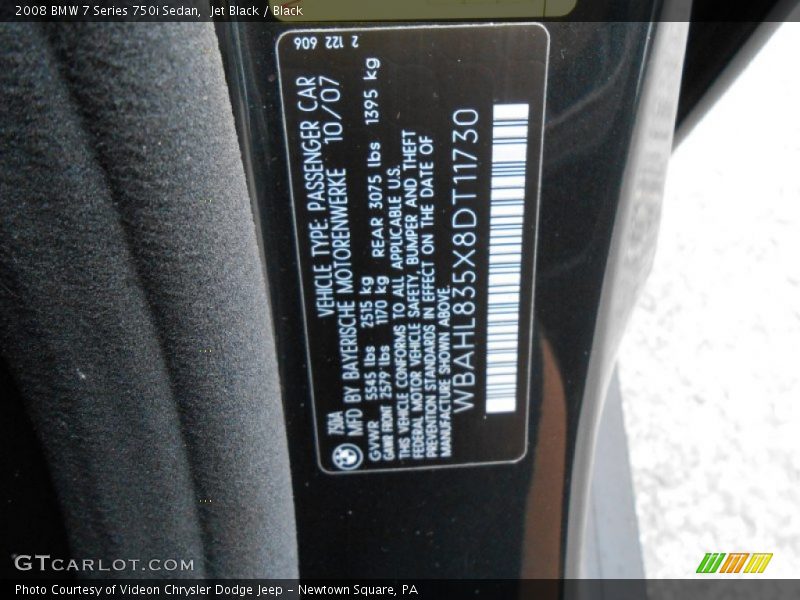 2008 BMW 7 Series 750i Sedan,  Jet Black / Black
2 122 606
VEHICLE TYPE: PASSENGER CAR
750IA
MFD BY BAYERISCHE MOTORENWERKE 10/07
GVWR 5545 lbs 2515 kg
GAWR FRONT 2579 lbs 1170 kg REAR 3075 lbs 1395 kg
THIS VEHICLE CONFORMS TO ALL APPLICABLE U.S.
FEDERAL MOTOR VEHICLE SAFETY, BUMPER AND THEFT
PREVENTION STANDARDS IN EFFECT ON THE DATE OF
MANUFACTURE SHOWN ABOVE.
WBAHL835X8DT11730
GTCARLOT.COM
Photo Courtesy of Videon Chrysler Dodge Jeep - Newtown Square, PA